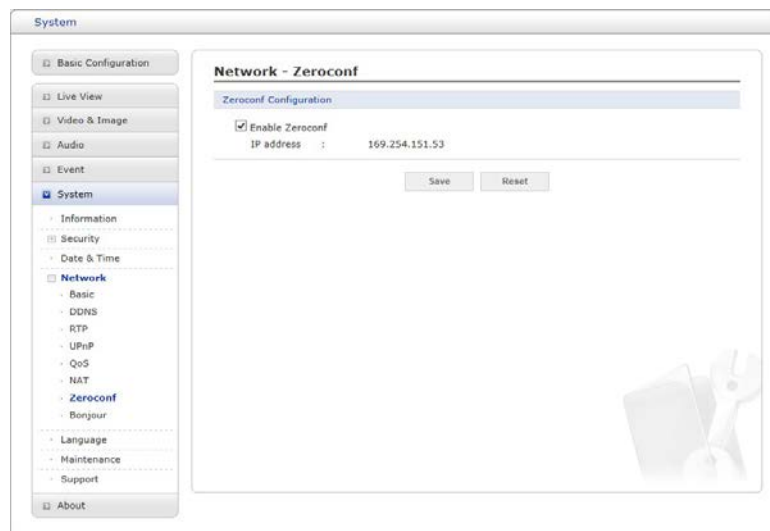 System
Basic Configuration
Live View
Video & Image
Audio
Event
System
Information
Security
Date & Time
Network
Basic
DDNS
RTP
UPnP
QoS
NAT
Zeroconf
Bonjour
Language
Maintenance
Support
About
Network - Zeroconf
Zeroconf Configuration
Enable Zeroconf
IP address : 169.254.151.53
Save Reset